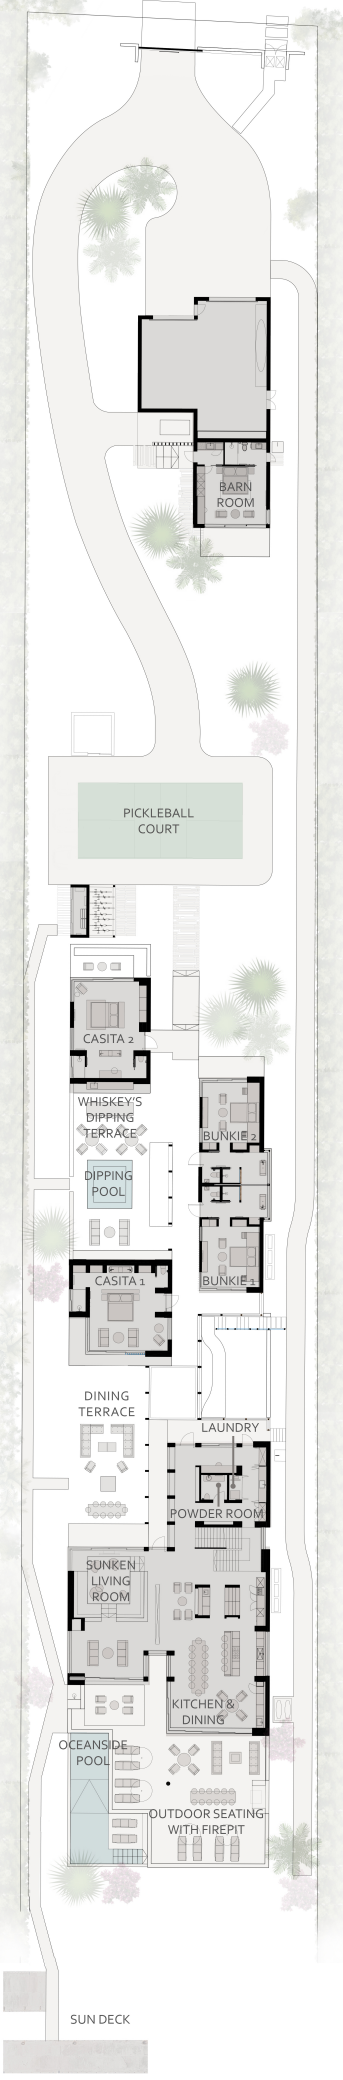 BARN
ROOM
PICKLEBALL
COURT
CASITA 2
WHISKEY'S
DIPPING
TERRACE
BUNKIE 2
DIPPING
POOL
CASITA 1
BUNKIE 1
DINING
TERRACE
LAUNDRY
POWDER ROOM
SUNKEN
LIVING
ROOM
KITCHEN &
DINING
OCEANSIDE
POOL
OUTDOOR SEATING
WITH FIREPIT
SUN DECK